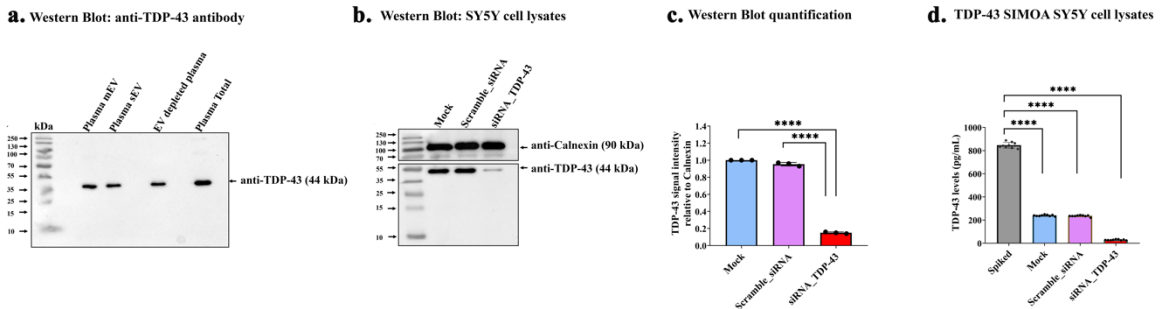 a. Western Blot: anti-TDP-43 antibody
kDa
Plasma mEV
Plasma sEV
EV depleted plasma
Plasma Total
250
130
100
70
55
35
25
15
10
anti-TDP-43 (44 kDa)
b. Western Blot: SY5Y cell lysates
Mock
Scramble_siRNA
siRNA_TDP-43
250
130
100
70
55
35
25
15
10
anti-Calnexin (90 kDa)
anti-TDP-43 (44 kDa)
c. Western Blot quantification
TDP-43 signal intensity
relative to Calnexin
1.4
1.2
1.0
0.8
0.6
0.4
0.2
0.0
****
****
Mock
Scramble_siRNA
siRNA_TDP-43
d. TDP-43 SIMOA SY5Y cell lysates
TDP-43 levels (pg/mL)
1000
800
600
400
200
0
****
****
****
Spiked
Mock
Scramble_siRNA
siRNA_TDP-43